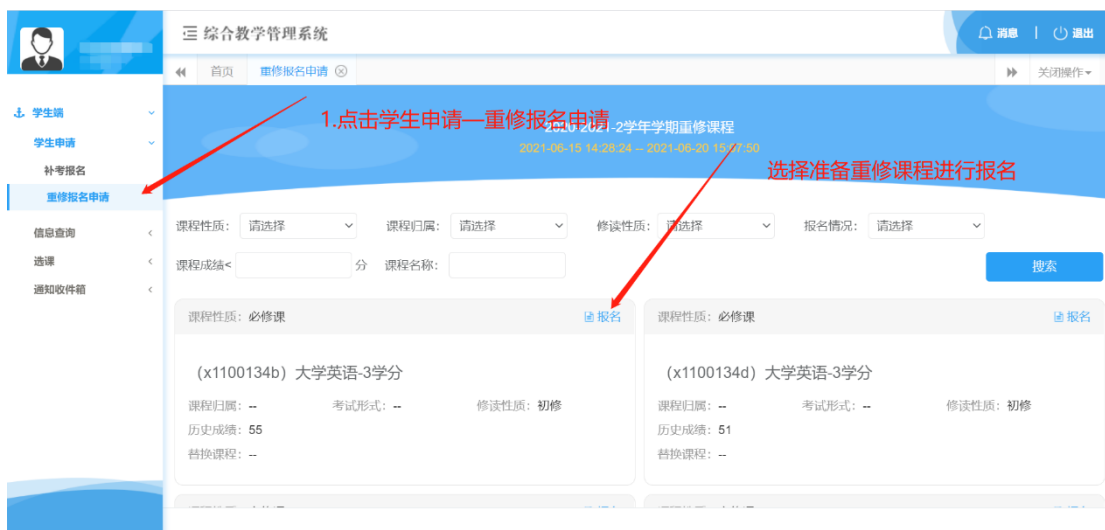 综合教学管理系统
消息 | 退出
首页 重修报名申请 关闭操作
学生端
学生申请
补考报名
重修报名申请
信息查询
选课
通知收件箱
1.点击学生申请—重修报名申请
2020-2021-2学年学期重修课程
2021-06-15 14:28:24 -- 2021-06-20 15:07:50
选择准备重修课程进行报名
课程性质: 请选择 课程归属: 请选择 修读性质: 请选择 报名情况: 请选择
课程成绩< 分 课程名称: 搜索
课程性质: 必修课 报名
(x1100134b) 大学英语-3学分
课程归属: -- 考试形式: -- 修读性质: 初修
历史成绩: 55
替换课程: --
课程性质: 必修课 报名
(x1100134d) 大学英语-3学分
课程归属: -- 考试形式: -- 修读性质: 初修
历史成绩: 51
替换课程: --